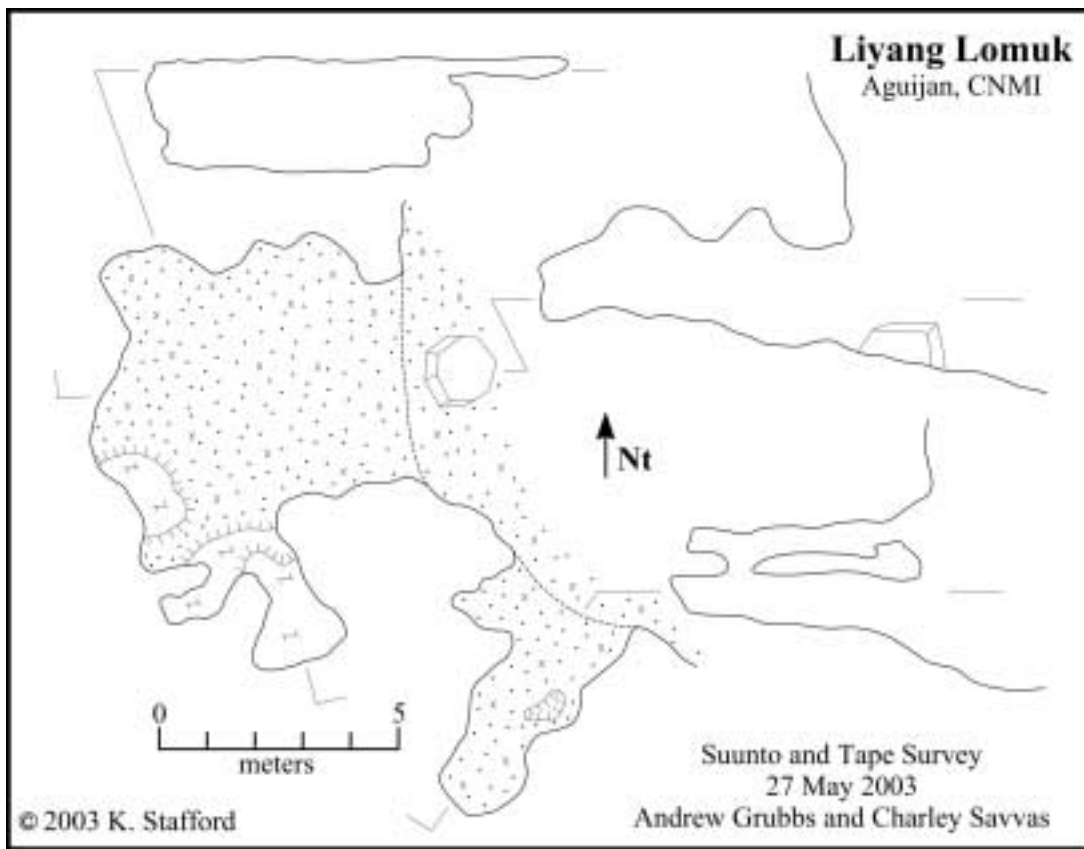 Liyang Lomuk
Aguijan, CNMI
Nt
0 5
meters
Suunto and Tape Survey
27 May 2003
Andrew Grubbs and Charley Savvas
© 2003 K. Stafford